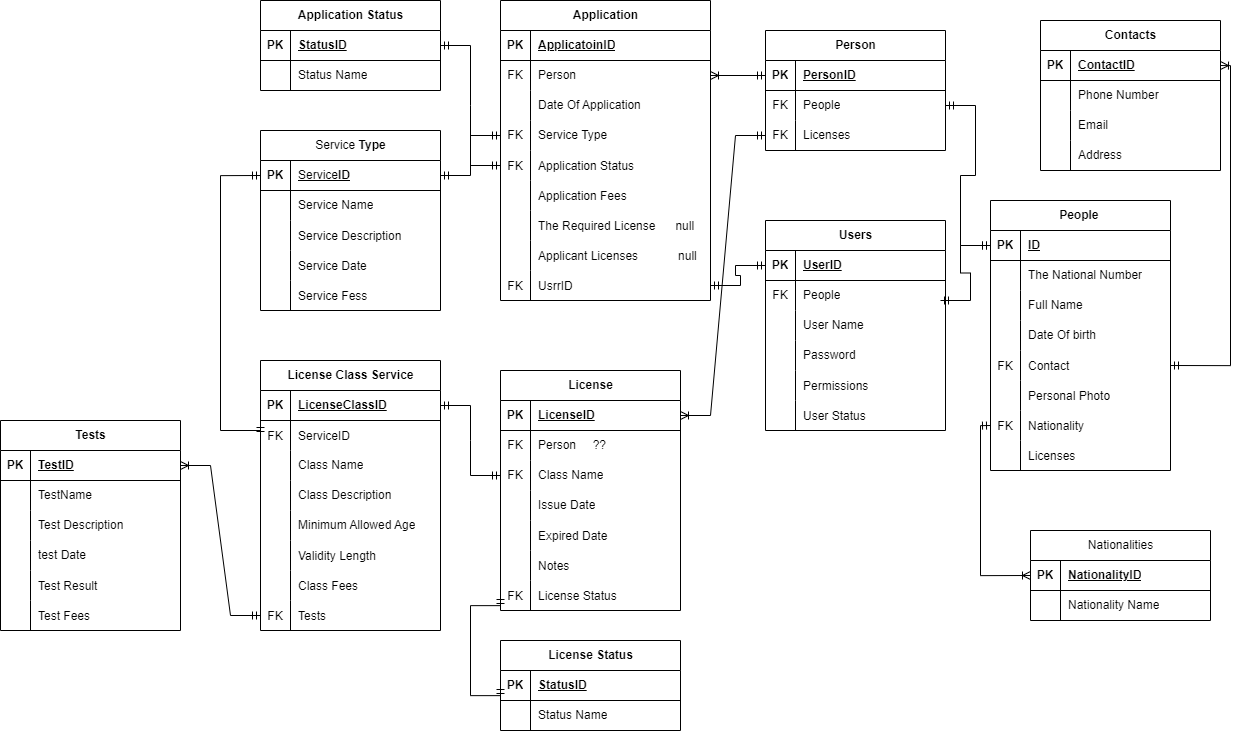 Application Status
PK StatusID
Status Name
Application
PK ApplicatoinID
FK Person
Date Of Application
FK Service Type
FK Application Status
Application Fees
The Required License null
Applicant Licenses null
FK UsrrID
Person
PK PersonID
FK People
FK Licenses
Contacts
PK ContactID
Phone Number
Email
Address
Service Type
PK ServiceID
Service Name
Service Description
Service Date
Service Fess
Users
PK UserID
FK People
User Name
Password
Permissions
User Status
People
PK ID
The National Number
Full Name
Date Of birth
FK Contact
Personal Photo
FK Nationality
Licenses
License Class Service
PK LicenseClassID
FK ServiceID
Class Name
Class Description
Minimum Allowed Age
Validity Length
Class Fees
FK Tests
License
PK LicenseID
FK Person ??
FK Class Name
Issue Date
Expired Date
Notes
FK License Status
Tests
PK TestID
TestName
Test Description
test Date
Test Result
Test Fees
Nationalities
PK NationalityID
Nationality Name
License Status
PK StatusID
Status Name